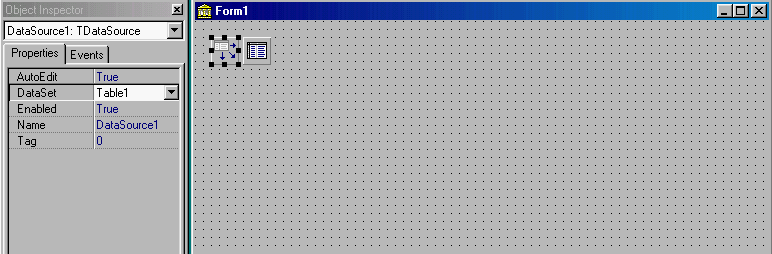 Object Inspector
DataSource1: TDataSource
Properties Events
AutoEdit True
DataSet Table1
Enabled True
Name DataSource1
Tag 0
Form1